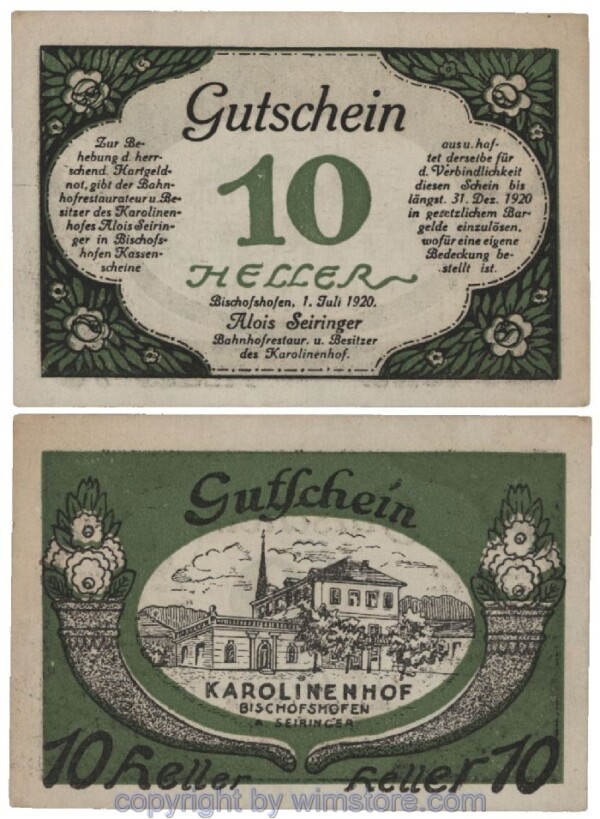 Gutschein
Zur Be-
hebung d. herr-
schend. Hartgeld-
not, gibt der Bahn-
hofrestaurateur u. Be-
sitzer des Karolinen-
hofes Alois Seirin-
ger in Bischofs-
hofen Kassen-
scheine
10
HELLER
aus u. haf-
tet derselbe für
d. Verbindlichkeit
diesen Schein bis
längst. 31. Dez. 1920
in gesetzlichem Bar-
gelde einzulösen,
wofür eine eigene
Bedeckung be-
stellt ist.
Bischofshofen, 1. Juli 1920.
Alois Seiringer
Bahnhofrestaur. u. Besitzer
des Karolinenhof.
Gutschein
KAROLINENHOF
BISCHOFSHOFEN
A SEIRINGER
10 Heller
Heller 10
copyright by wimstore.com